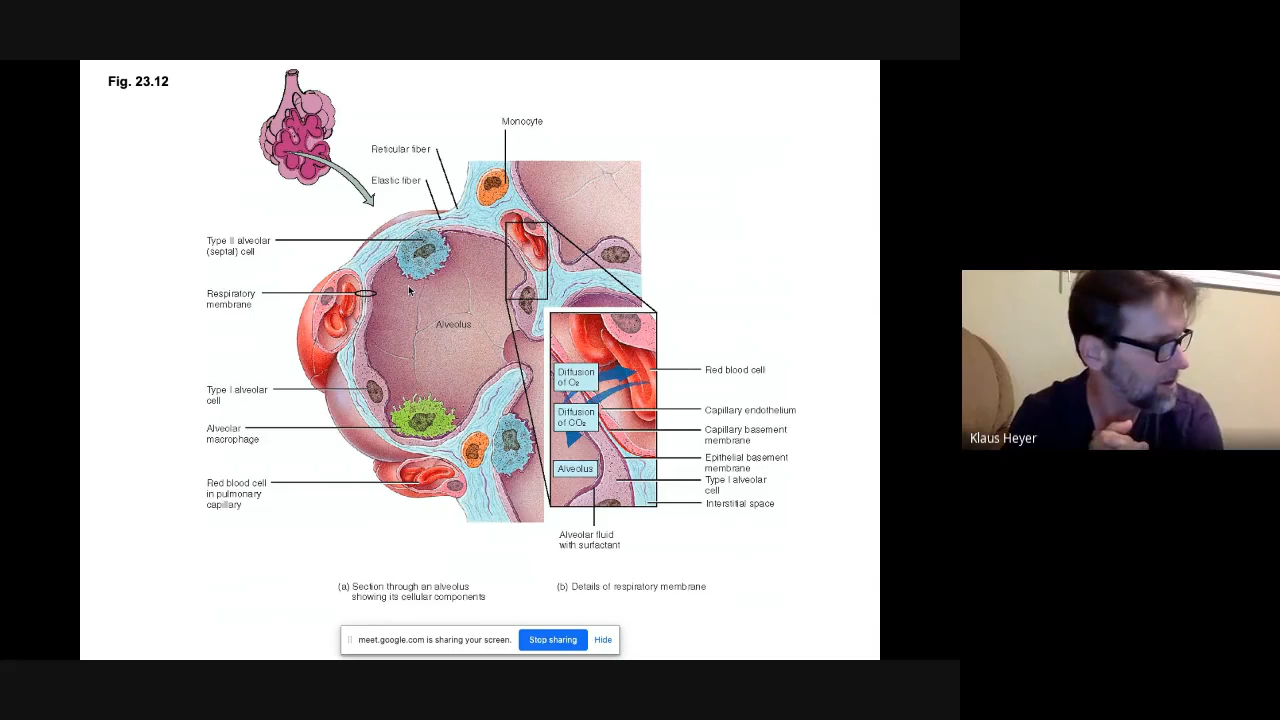 Fig. 23.12
Monocyte
Reticular fiber
Elastic fiber
Type II alveolar
(septal) cell
Respiratory
membrane
Alveolus
Type I alveolar
cell
Alveolar
macrophage
Red blood cell
in pulmonary
capillary
Diffusion
of O₂
Diffusion
of CO₂
Alveolus
Red blood cell
Capillary endothelium
Capillary basement
membrane
Epithelial basement
membrane
Type I alveolar
cell
Interstitial space
Alveolar fluid
with surfactant
(a) Section through an alveolus
showing its cellular components
(b) Details of respiratory membrane
meet.google.com is sharing your screen.
Stop sharing
Hide
Klaus Heyer